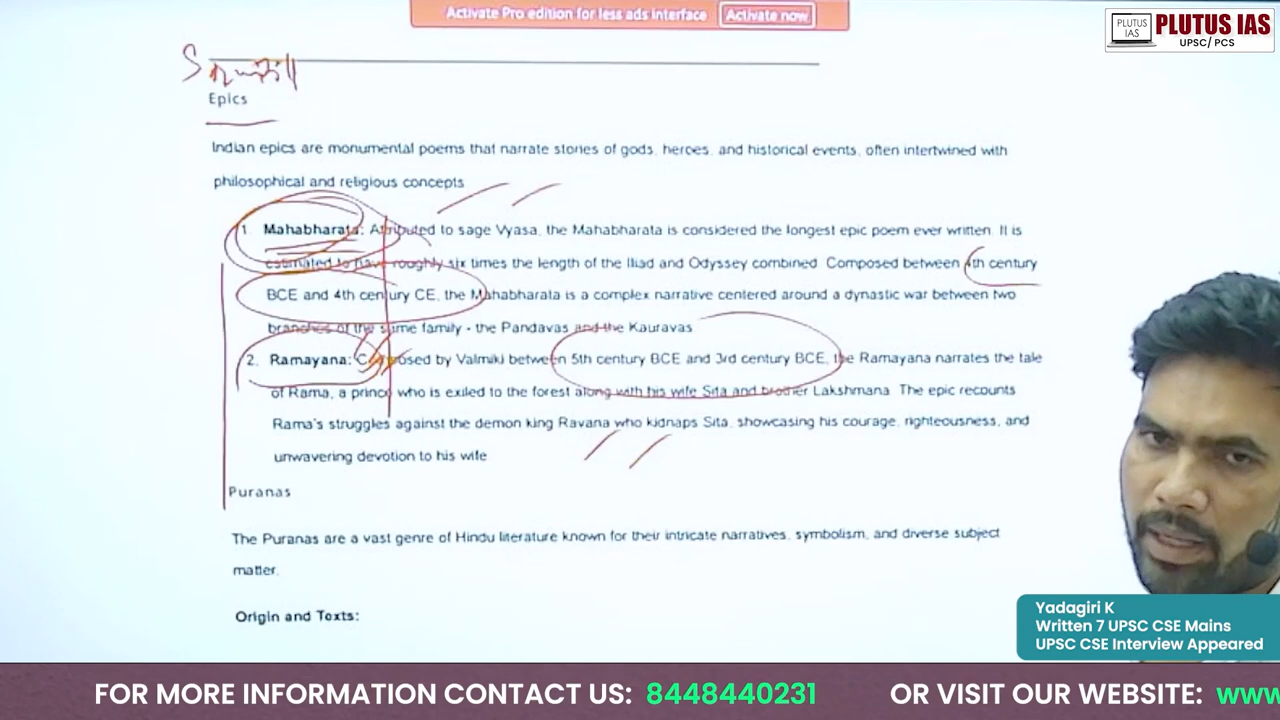 Activate Pro edition for less ads interface Activate now
PLUTUS IAS
PLUTUS IAS
UPSC/ PCS
Epics
Indian epics are monumental poems that narrate stories of gods, heroes, and historical events, often intertwined with
philosophical and religious concepts
1. Mahabharata: Attributed to sage Vyasa, the Mahabharata is considered the longest epic poem ever written. It is
estimated to have roughly six times the length of the Iliad and Odyssey combined. Composed between 4th century
BCE and 4th century CE, the Mahabharata is a complex narrative centered around a dynastic war between two
branches of the same family - the Pandavas and the Kauravas
2. Ramayana: Composed by Valmiki between 5th century BCE and 3rd century BCE, the Ramayana narrates the tale
of Rama, a prince who is exiled to the forest along with his wife Sita and brother Lakshmana. The epic recounts
Rama's struggles against the demon king Ravana who kidnaps Sita, showcasing his courage, righteousness, and
unwavering devotion to his wife
Puranas
The Puranas are a vast genre of Hindu literature known for their intricate narratives, symbolism, and diverse subject
matter.
Origin and Texts:
Yadagiri K
Written 7 UPSC CSE Mains
UPSC CSE Interview Appeared
FOR MORE INFORMATION CONTACT US: 8448440231 OR VISIT OUR WEBSITE: www